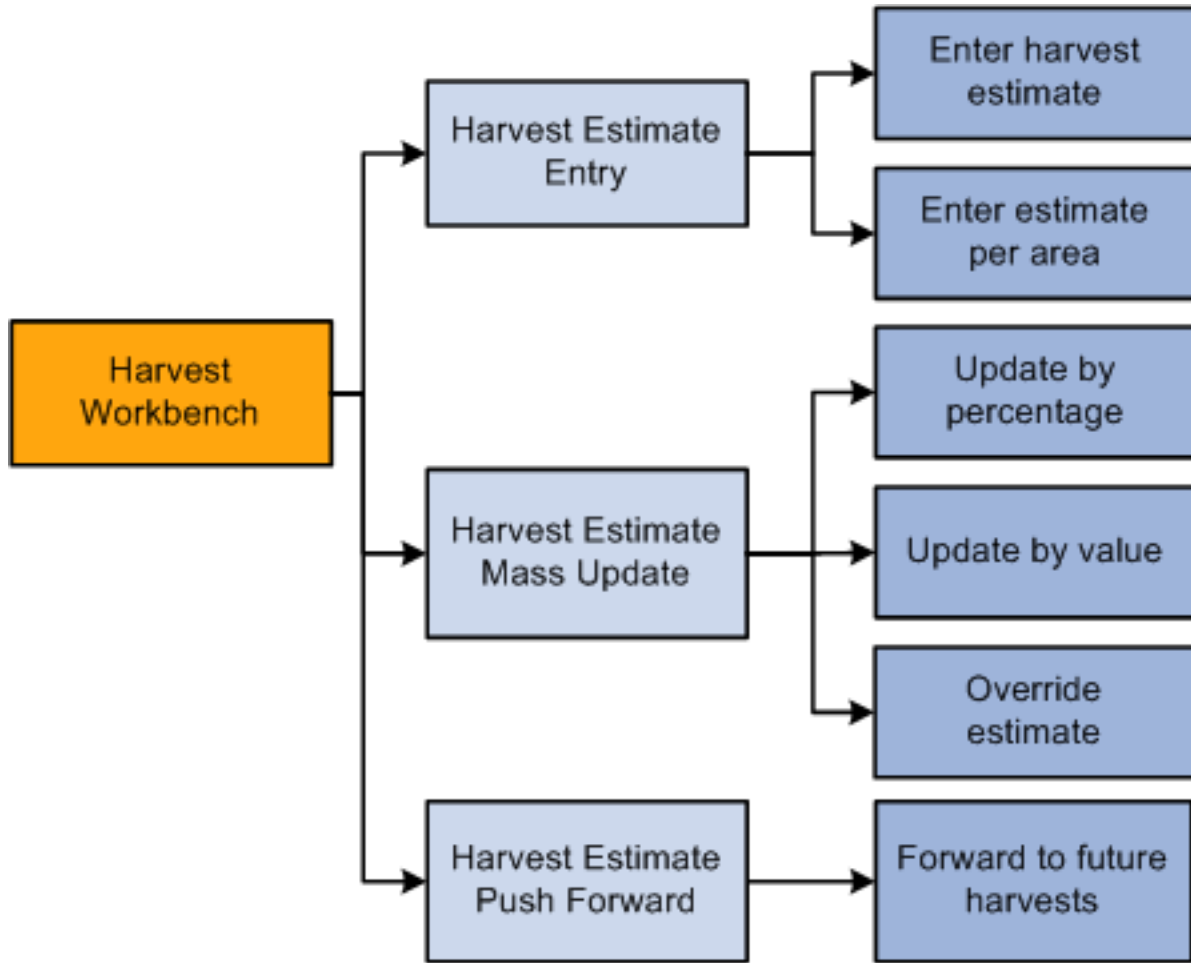 Enter harvest
estimate
Harvest Estimate
Entry
Enter estimate
per area
Harvest
Workbench
Update by
percentage
Harvest Estimate
Mass Update
Update by value
Override
estimate
Harvest Estimate
Push Forward
Forward to future
harvests